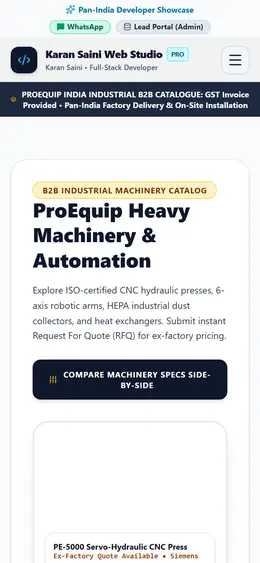 Pan-India Developer Showcase
WhatsApp
Lead Portal (Admin)
Karan Saini Web Studio PRO
Karan Saini • Full-Stack Developer
PROEQUIP INDIA INDUSTRIAL B2B CATALOGUE: GST Invoice
Provided • Pan-India Factory Delivery & On-Site Installation
B2B INDUSTRIAL MACHINERY CATALOG
ProEquip Heavy
Machinery &
Automation
Explore ISO-certified CNC hydraulic presses, 6-
axis robotic arms, HEPA industrial dust
collectors, and heat exchangers. Submit instant
Request For Quote (RFQ) for ex-factory pricing.
COMPARE MACHINERY SPECS SIDE-
BY-SIDE
PE-5000 Servo-Hydraulic CNC Press
Ex-Factory Quote Available • Siemens